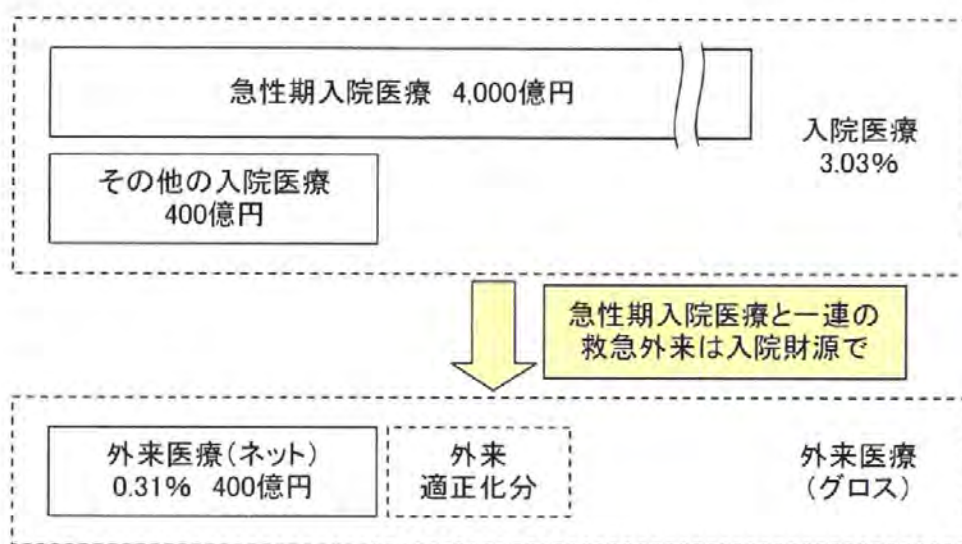 急性期入院医療 4,000億円
入院医療
3.03%
その他の入院医療
400億円
急性期入院医療と一連の
救急外来は入院財源で
外来医療(ネット)
0.31% 400億円
外来
適正化分
外来医療
(グロス)